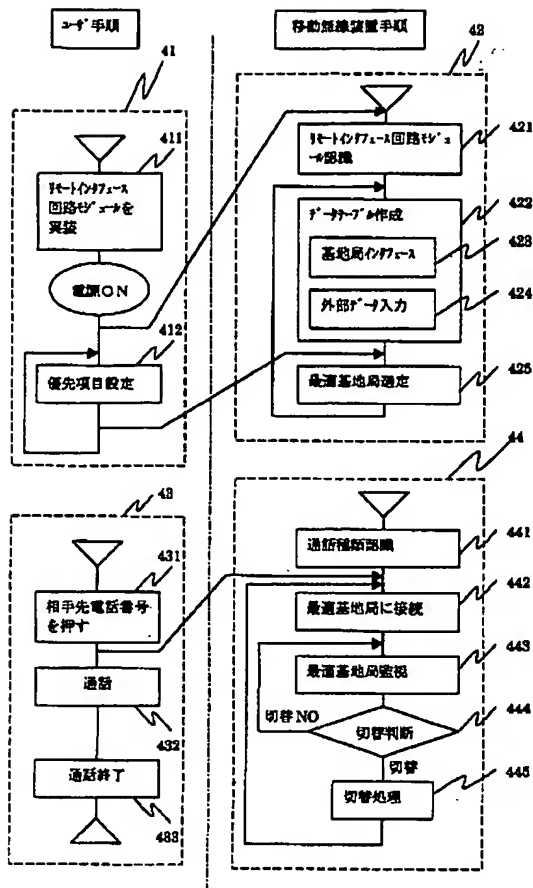 ユーザ手順
移動無線装置手順
41
42
411
リモートインタフェース
回路モジュールを
実装
電源ON
412
優先項目設定
421
リモートインタフェース回路モジュ
ール認識
422
データテーブル作成
423
基地局インタフェース
424
外部データ入力
425
最適基地局選定
43
431
相手先電話番号
を押す
通話
432
通話終了
433
44
441
通話種類認識
442
最適基地局に接続
443
最適基地局監視
444
切替NO
切替判断
切替
445
切替処理